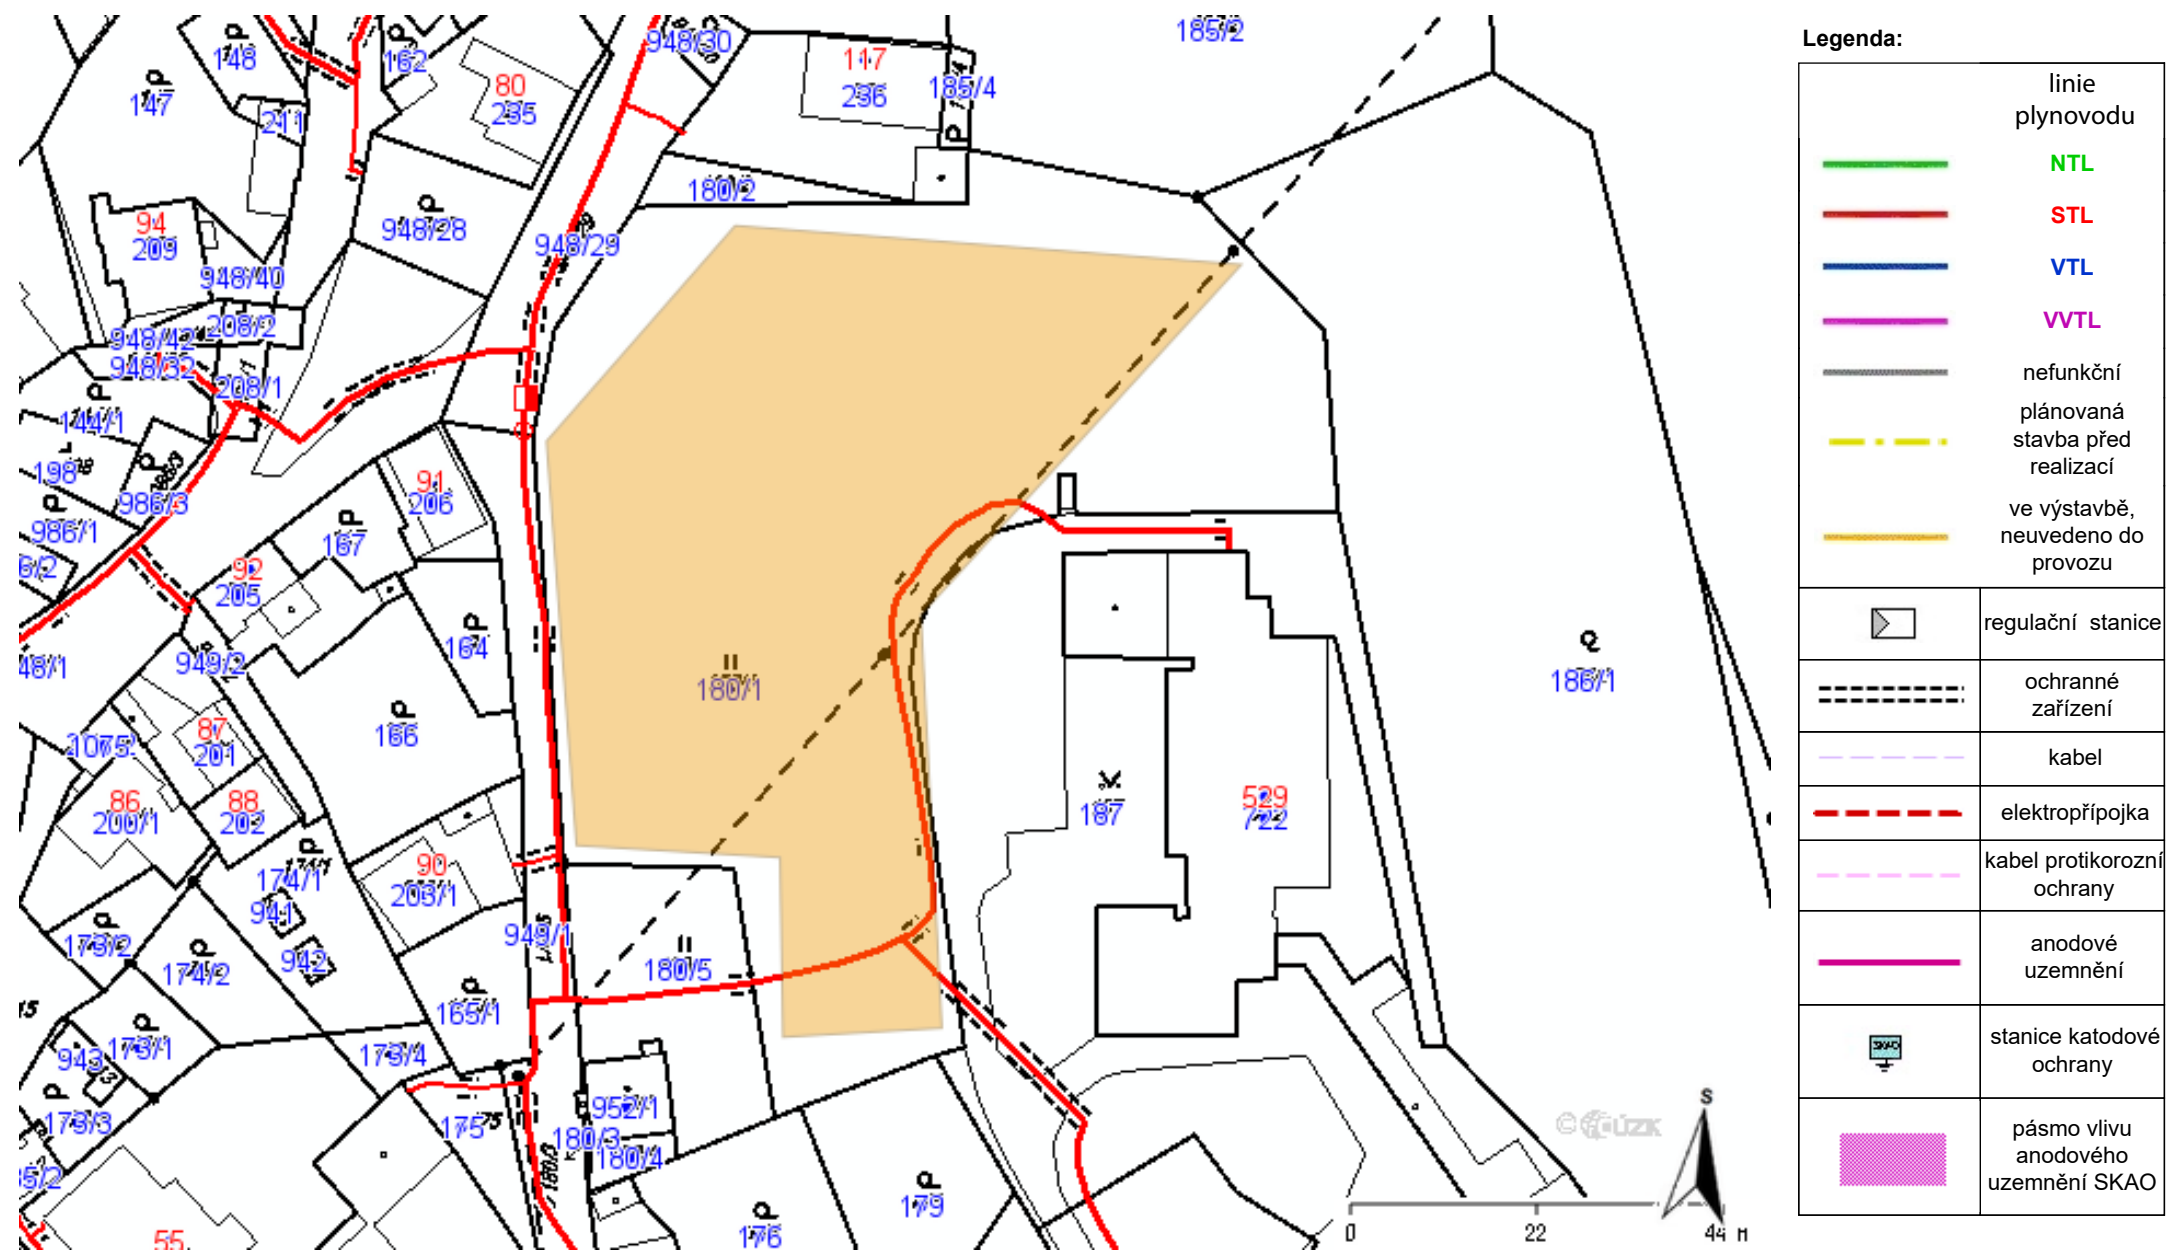 948/30
185/2
148
162
80
235
117
236
185/4
147
211
180/2
94
209
948/28
948/29
948/40
208/2
948/42
948/32
208/1
144/1
198
986/3
986/1
91
206
167
92
205
164
949/2
48/1
180/1
186/1
166
87
201
86
200/1
88
202
187
529
722
174/1
90
203/1
941
942
173/2
174/2
949/1
180/5
165/1
943
173/1
173/4
173/3
175
952/1
180/3
180/4
176
179
55
0
22
44 M
S
© ČÚZK
Legenda:
linie
plynovodu
NTL
STL
VTL
VVTL
nefunkční
plánovaná
stavba před
realizací
ve výstavbě,
neuvedeno do
provozu
regulační stanice
ochranné
zařízení
kabel
elektropřípojka
kabel protikorozní
ochrany
anodové
uzemnění
SKAO
stanice katodové
ochrany
pásmo vlivu
anodového
uzemnění SKAO